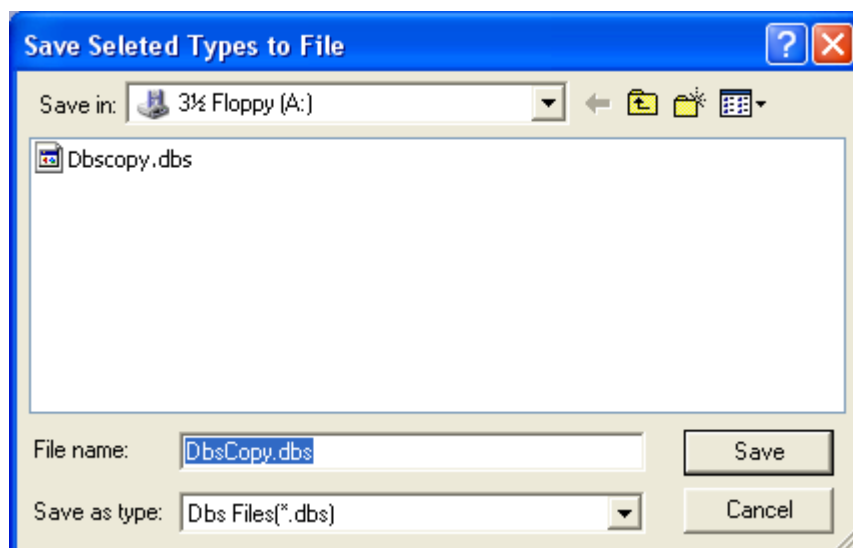 Save Seleted Types to File
Save in: 3½ Floppy (A:)
Dbscopy.dbs
File name: DbsCopy.dbs Save
Save as type: Dbs Files(*.dbs) Cancel